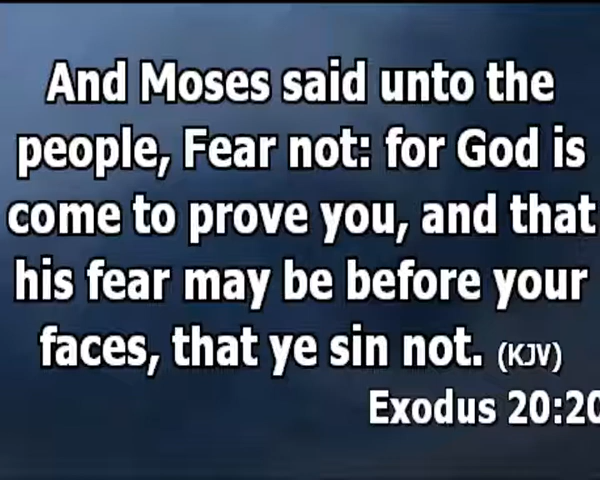 And Moses said unto the
people, Fear not: for God is
come to prove you, and that
his fear may be before your
faces, that ye sin not. (KJV)
Exodus 20:20